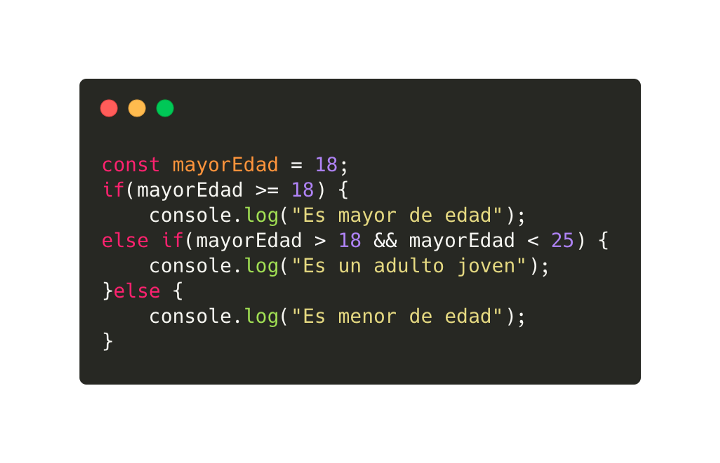 const mayorEdad = 18;
if(mayorEdad >= 18) {
    console.log("Es mayor de edad");
else if(mayorEdad > 18 && mayorEdad < 25) {
    console.log("Es un adulto joven");
}else {
    console.log("Es menor de edad");
}